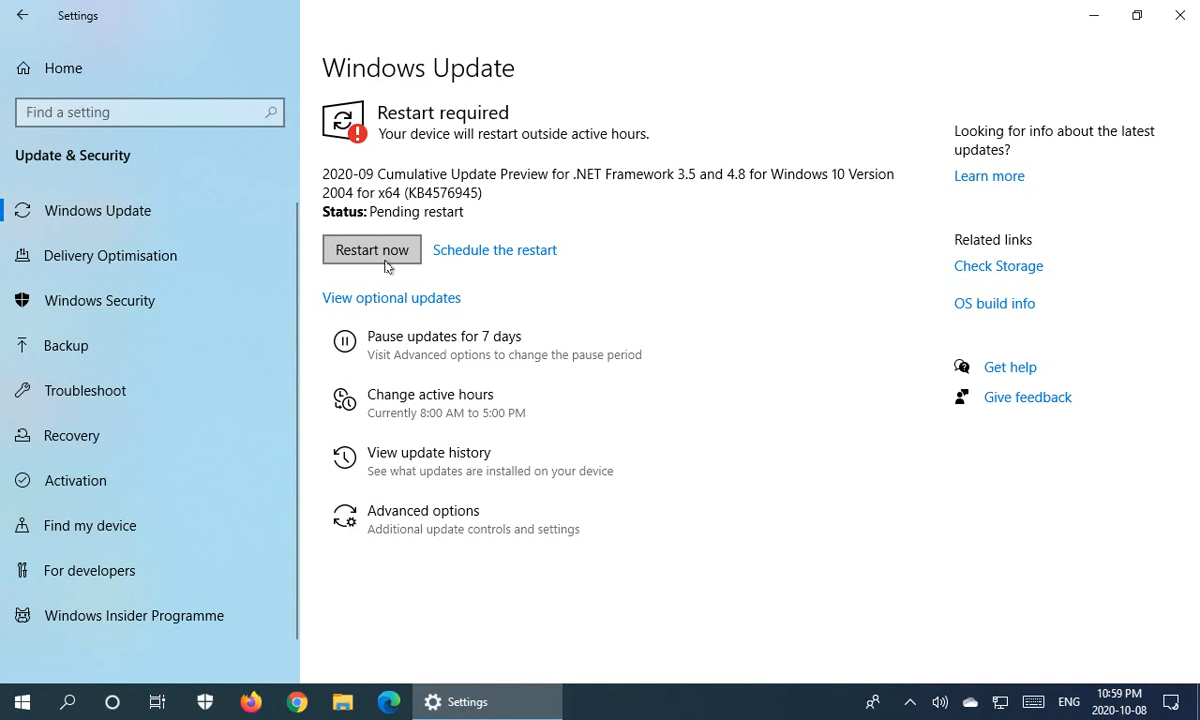 Settings
Home
Find a setting
Update & Security
Windows Update
Delivery Optimisation
Windows Security
Backup
Troubleshoot
Recovery
Activation
Find my device
For developers
Windows Insider Programme
Windows Update
Restart required
Your device will restart outside active hours.
2020-09 Cumulative Update Preview for .NET Framework 3.5 and 4.8 for Windows 10 Version
2004 for x64 (KB4576945)
Status: Pending restart
Restart now
Schedule the restart
View optional updates
Pause updates for 7 days
Visit Advanced options to change the pause period
Change active hours
Currently 8:00 AM to 5:00 PM
View update history
See what updates are installed on your device
Advanced options
Additional update controls and settings
Looking for info about the latest
updates?
Learn more
Related links
Check Storage
OS build info
Get help
Give feedback
Settings
ENG
10:59 PM
2020-10-08